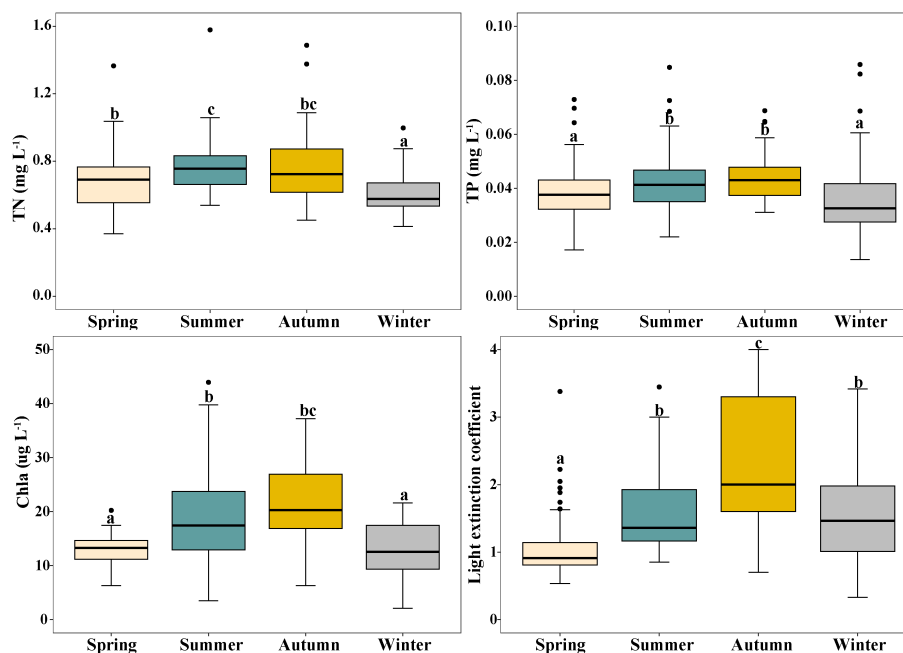 TN (mg L-1)
1.6
1.2
0.8
0.4
0.0
b
c
bc
a
Spring Summer Autumn Winter
TP (mg L-1)
0.10
0.08
0.06
0.04
0.02
0.00
a
b
b
a
Spring Summer Autumn Winter
Chla (ug L-1)
50
40
30
20
10
0
a
b
bc
a
Spring Summer Autumn Winter
Light extinction coefficient
4
3
2
1
0
a
b
c
b
Spring Summer Autumn Winter